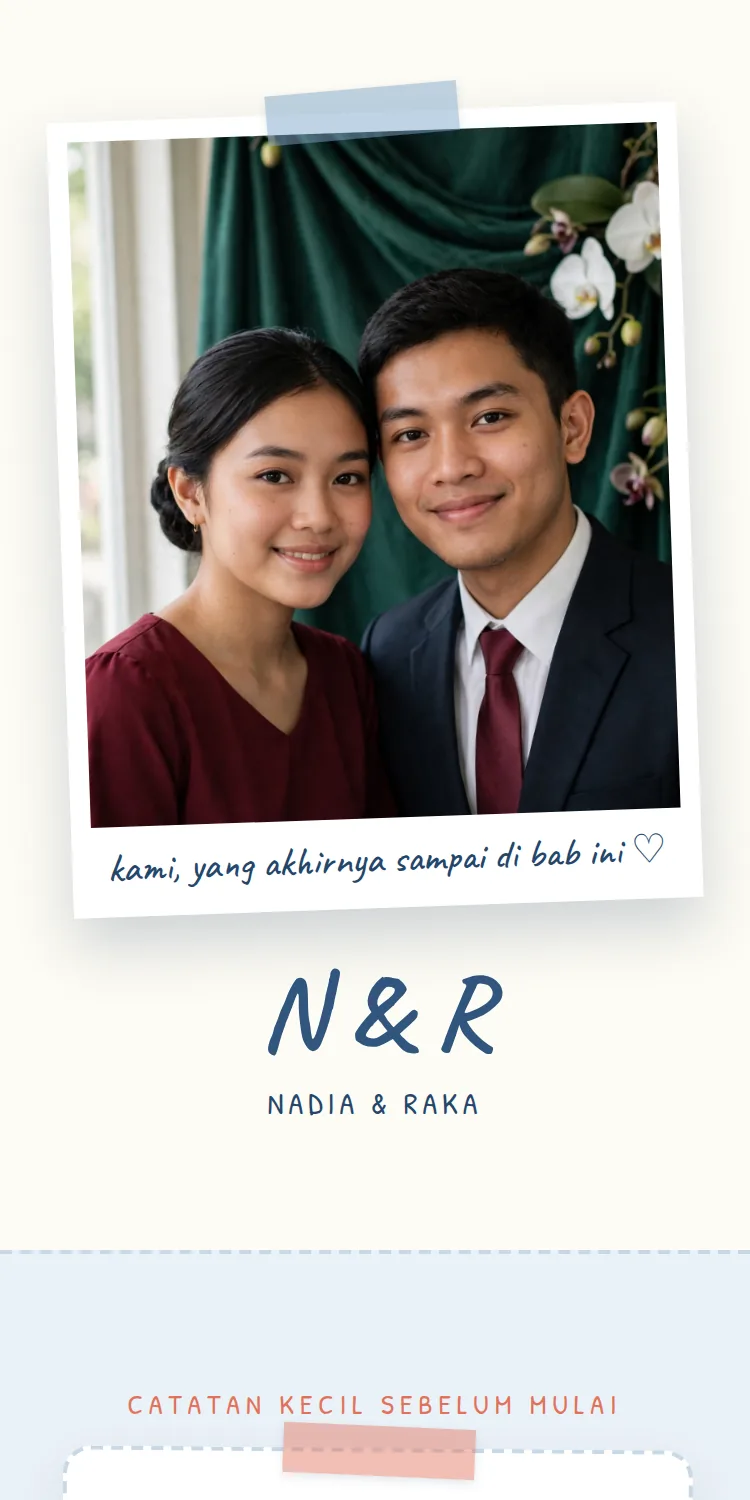 kami, yang akhirnya sampai di bab ini ♡
N & R
NADIA & RAKA
CATATAN KECIL SEBELUM MULAI